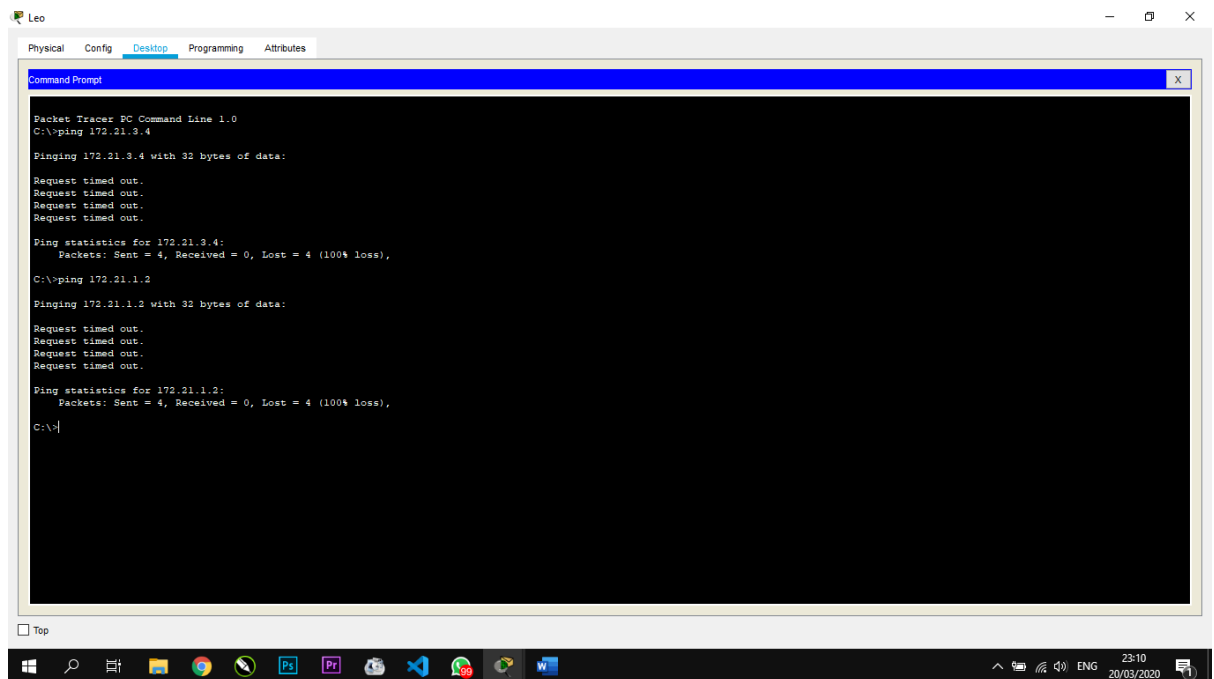 Leo
Physical Config Desktop Programming Attributes
Command Prompt
X
Packet Tracer PC Command Line 1.0
C:\>ping 172.21.3.4
Pinging 172.21.3.4 with 32 bytes of data:
Request timed out.
Request timed out.
Request timed out.
Request timed out.
Ping statistics for 172.21.3.4:
Packets: Sent = 4, Received = 0, Lost = 4 (100% loss),
C:\>ping 172.21.1.2
Pinging 172.21.1.2 with 32 bytes of data:
Request timed out.
Request timed out.
Request timed out.
Request timed out.
Ping statistics for 172.21.1.2:
Packets: Sent = 4, Received = 0, Lost = 4 (100% loss),
C:\>
Top
Ps Pr 99 W ENG 23:10
20/03/2020 1